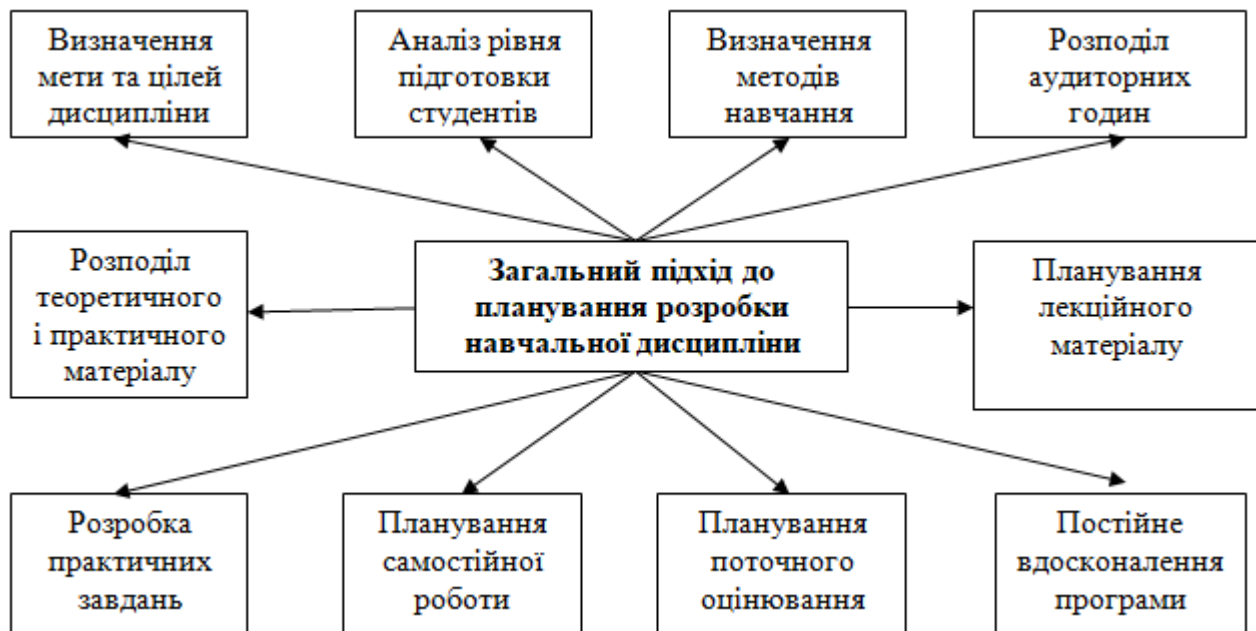 Визначення
мети та цілей
дисципліни
Аналіз рівня
підготовки
студентів
Визначення
методів
навчання
Розподіл
аудиторних
годин
Розподіл
теоретичного
і практичного
матеріалу
Загальний підхід до
планування розробки
навчальної дисципліни
Планування
лекційного
матеріалу
Розробка
практичних
завдань
Планування
самостійної
роботи
Планування
поточного
оцінювання
Постійне
вдосконалення
програми